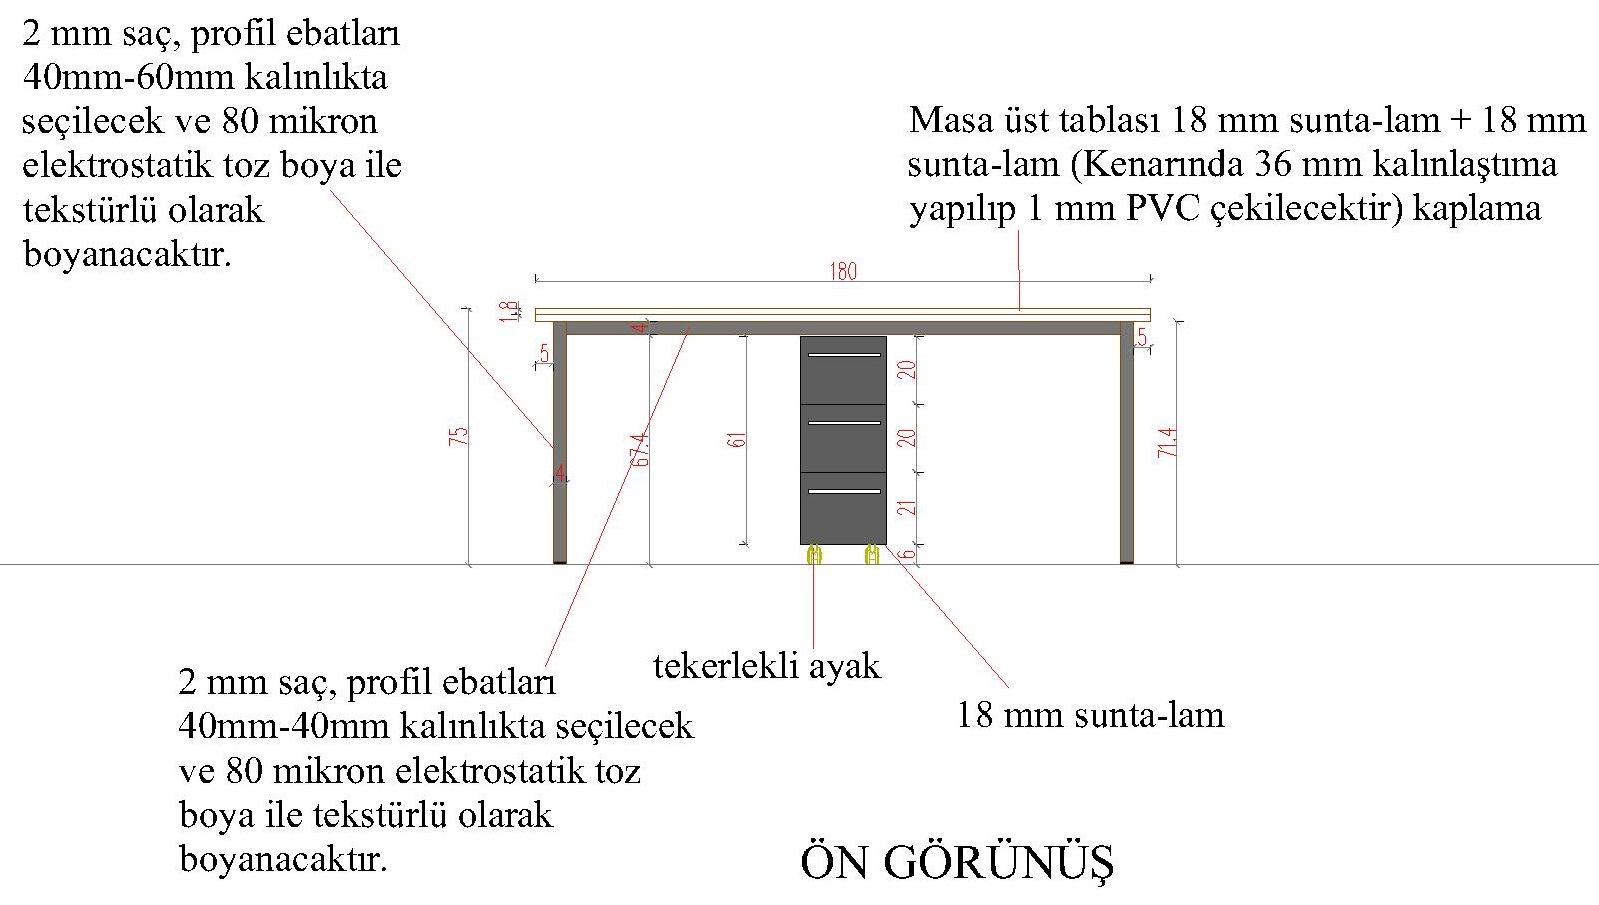 2 mm saç, profil ebatları
40mm-60mm kalınlıkta
seçilecek ve 80 mikron
elektrostatik toz boya ile
tekstürlü olarak
boyanacaktır.
Masa üst tablası 18 mm sunta-lam + 18 mm
sunta-lam (Kenarında 36 mm kalınlaştıma
yapılıp 1 mm PVC çekilecektir) kaplama
180
1.8
4
5
5
20
75
67.4
61
20
71.4
4
21
6
2 mm saç, profil ebatları
40mm-40mm kalınlıkta seçilecek
ve 80 mikron elektrostatik toz
boya ile tekstürlü olarak
boyanacaktır.
tekerlekli ayak
18 mm sunta-lam
ÖN GÖRÜNÜŞ